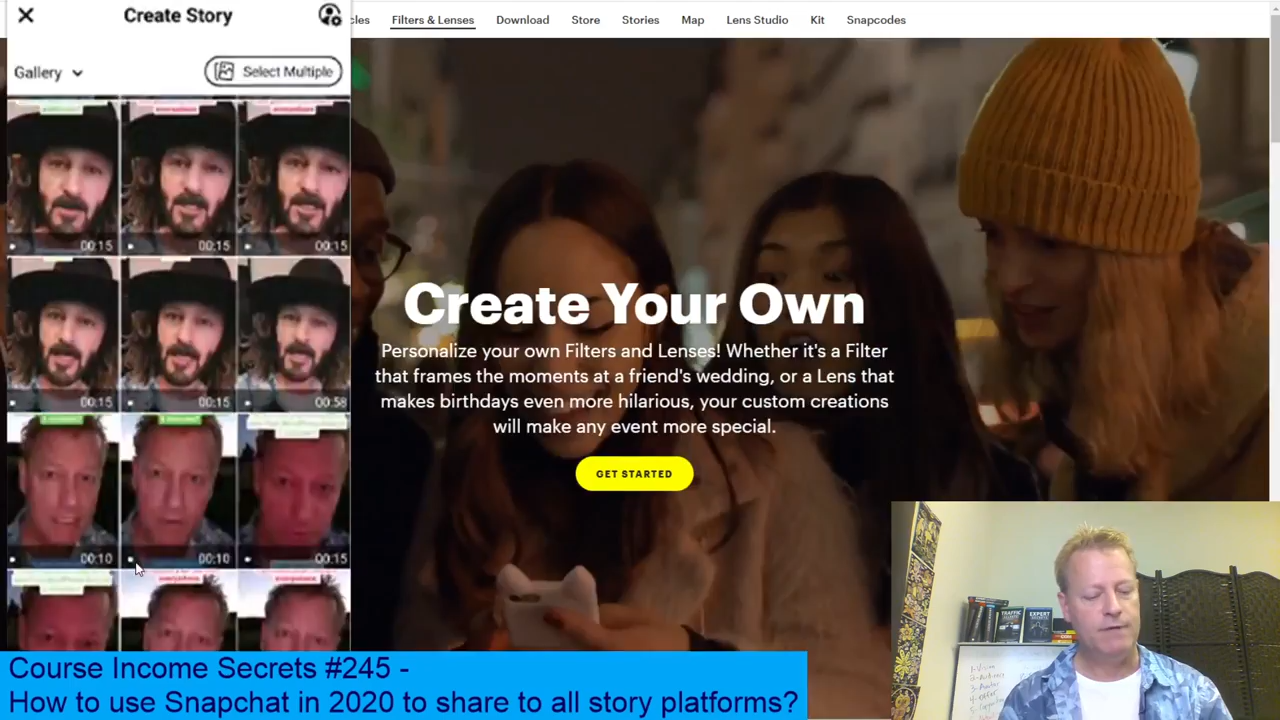 Create Story
cles Filters & Lenses Download Store Stories Map Lens Studio Kit Snapcodes
Gallery
Select Multiple
00:15 00:15 00:15
00:15 00:15 00:58
00:10 00:10 00:15
Create Your Own
Personalize your own Filters and Lenses! Whether it's a Filter
that frames the moments at a friend's wedding, or a Lens that
makes birthdays even more hilarious, your custom creations
will make any event more special.
GET STARTED
TRAFFIC
EXPERT
Course Income Secrets #245 -
How to use Snapchat in 2020 to share to all story platforms?